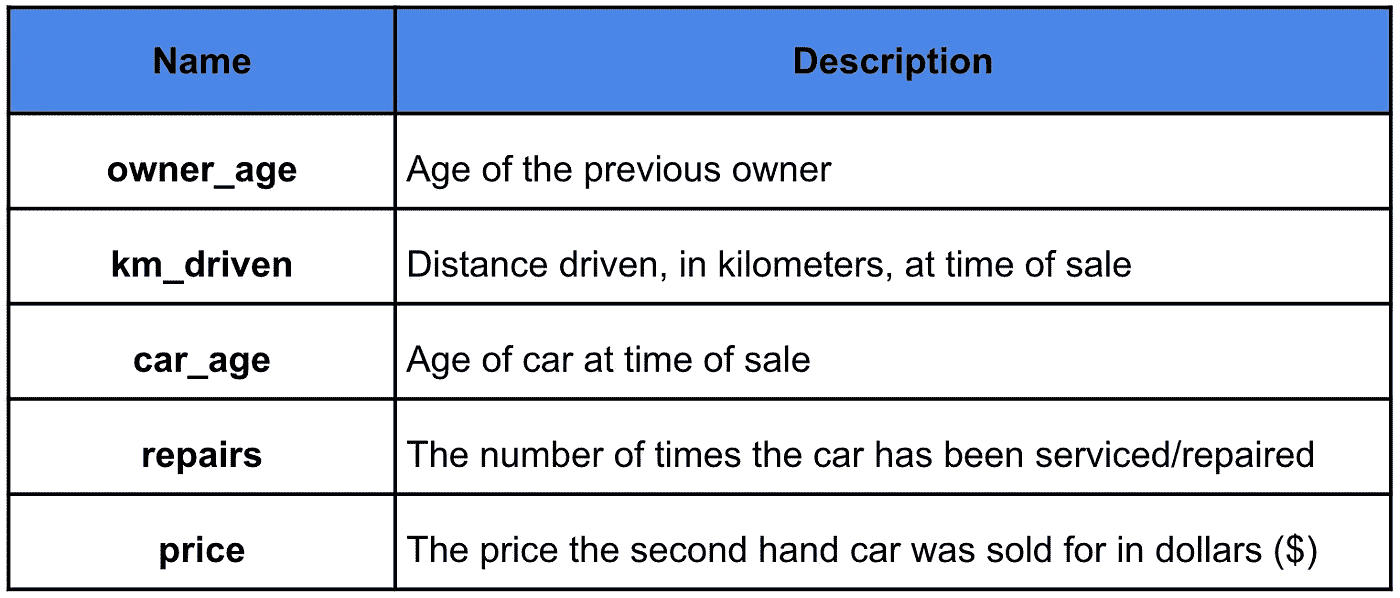 Name Description
owner_age Age of the previous owner
km_driven Distance driven, in kilometers, at time of sale
car_age Age of car at time of sale
repairs The number of times the car has been serviced/repaired
price The price the second hand car was sold for in dollars ($)